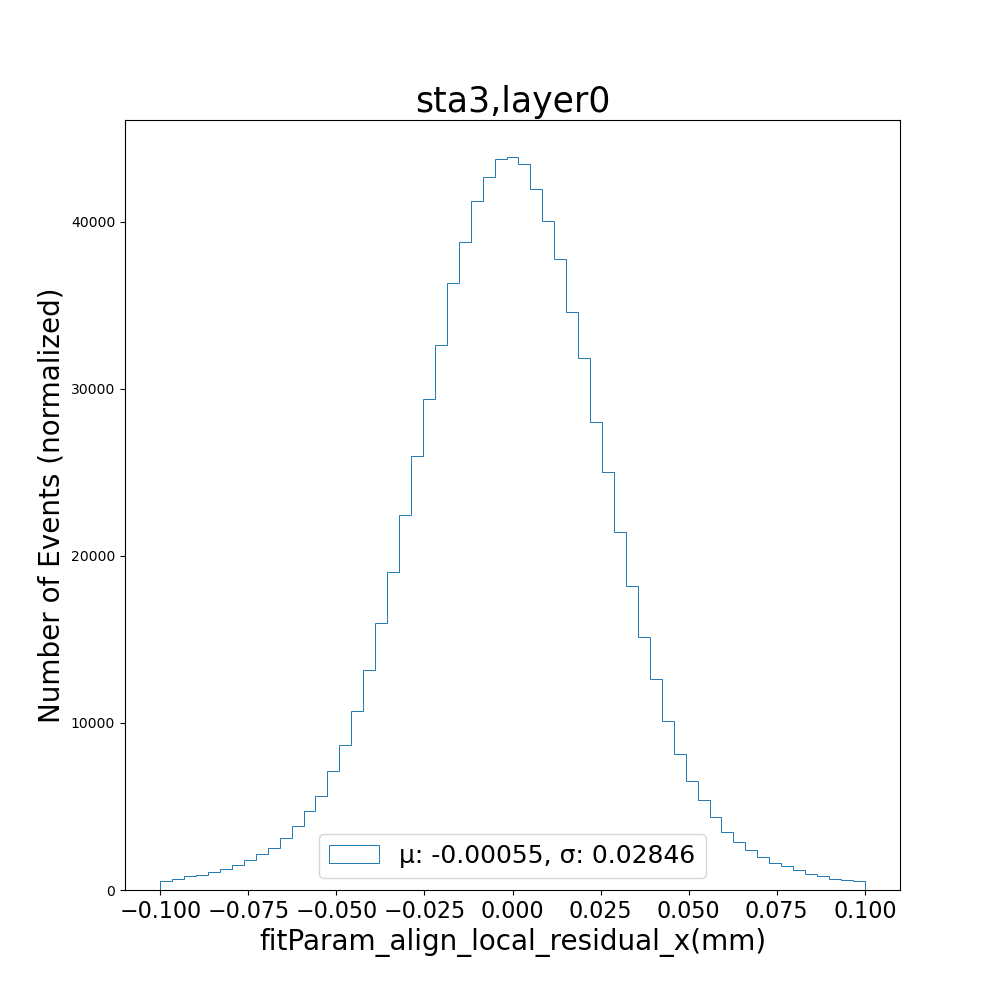 sta3,layer0
Number of Events (normalized)
40000
30000
20000
10000
0
μ: -0.00055, σ: 0.02846
−0.100 −0.075 −0.050 −0.025 0.000 0.025 0.050 0.075 0.100
fitParam_align_local_residual_x(mm)